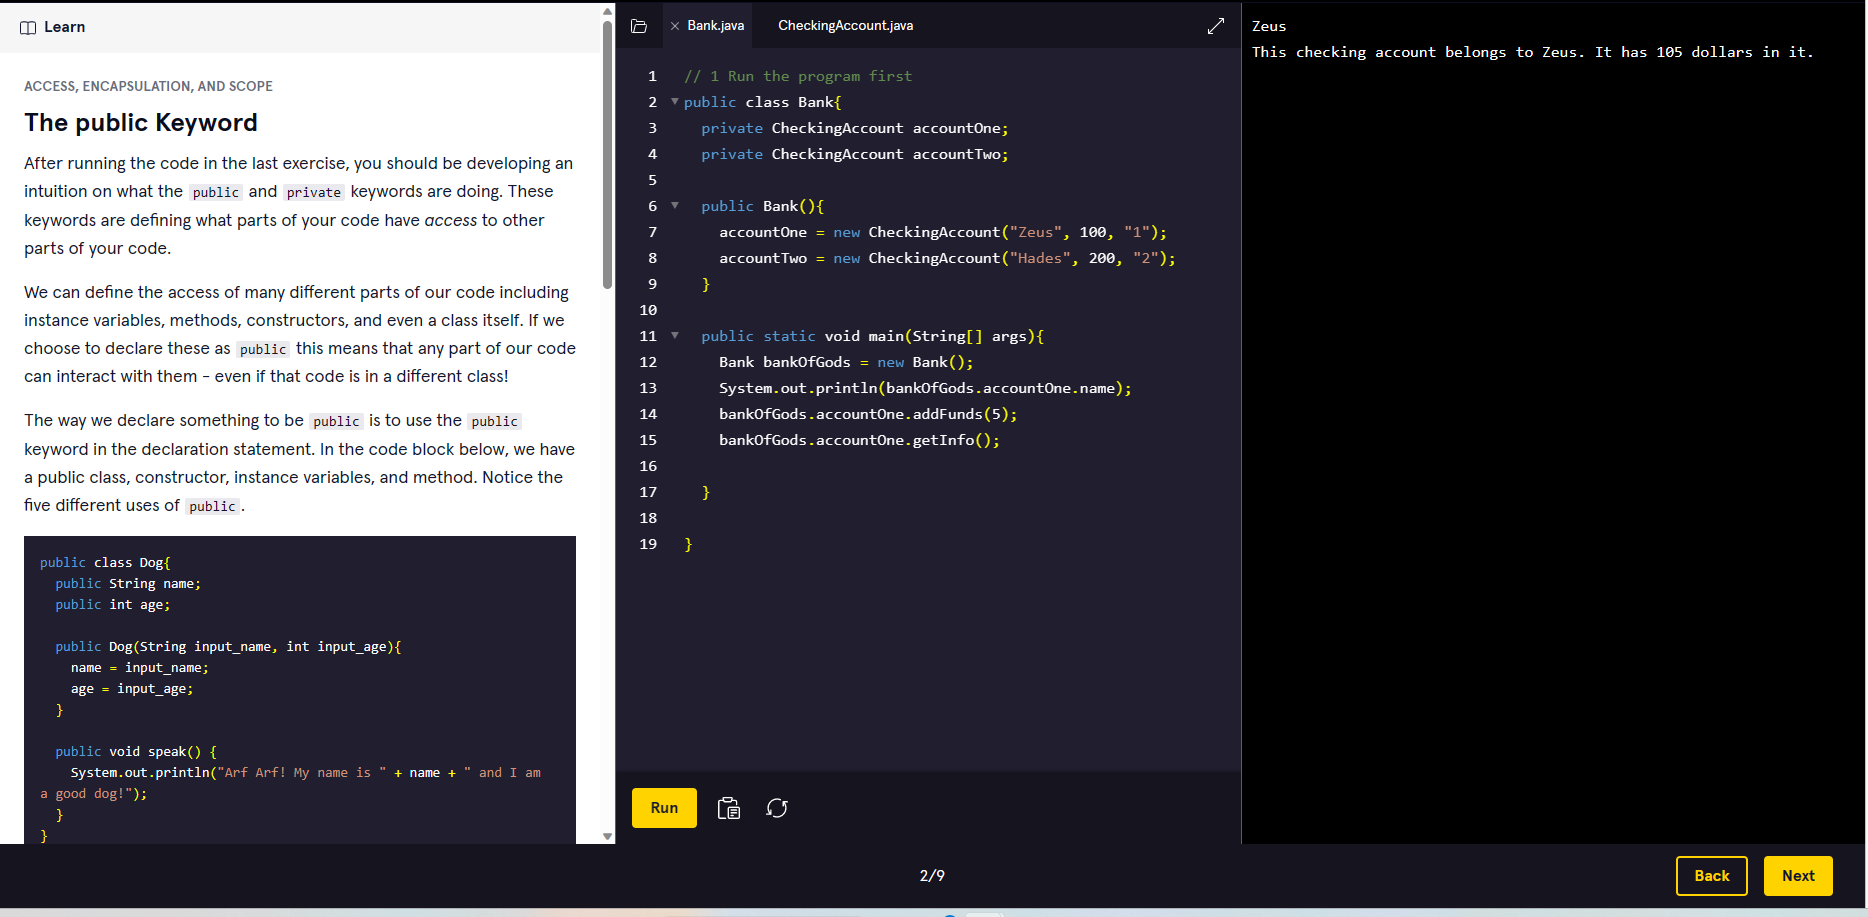 Learn
ACCESS, ENCAPSULATION, AND SCOPE
The public Keyword
After running the code in the last exercise, you should be developing an
intuition on what the public and private keywords are doing. These
keywords are defining what parts of your code have access to other
parts of your code.
We can define the access of many different parts of our code including
instance variables, methods, constructors, and even a class itself. If we
choose to declare these as public this means that any part of our code
can interact with them - even if that code is in a different class!
The way we declare something to be public is to use the public
keyword in the declaration statement. In the code block below, we have
a public class, constructor, instance variables, and method. Notice the
five different uses of public.
public class Dog{
  public String name;
  public int age;
  public Dog(String input_name, int input_age){
    name = input_name;
    age = input_age;
  }
  public void speak() {
    System.out.println("Arf Arf! My name is " + name + " and I am
a good dog!");
  }
}
Bank.java CheckingAccount.java
1 // 1 Run the program first
2 public class Bank{
3   private CheckingAccount accountOne;
4   private CheckingAccount accountTwo;
5
6   public Bank(){
7     accountOne = new CheckingAccount("Zeus", 100, "1");
8     accountTwo = new CheckingAccount("Hades", 200, "2");
9   }
10
11   public static void main(String[] args){
12     Bank bankOfGods = new Bank();
13     System.out.println(bankOfGods.accountOne.name);
14     bankOfGods.accountOne.addFunds(5);
15     bankOfGods.accountOne.getInfo();
16
17   }
18
19 }
Run
Zeus
This checking account belongs to Zeus. It has 105 dollars in it.
2/9
Back
Next